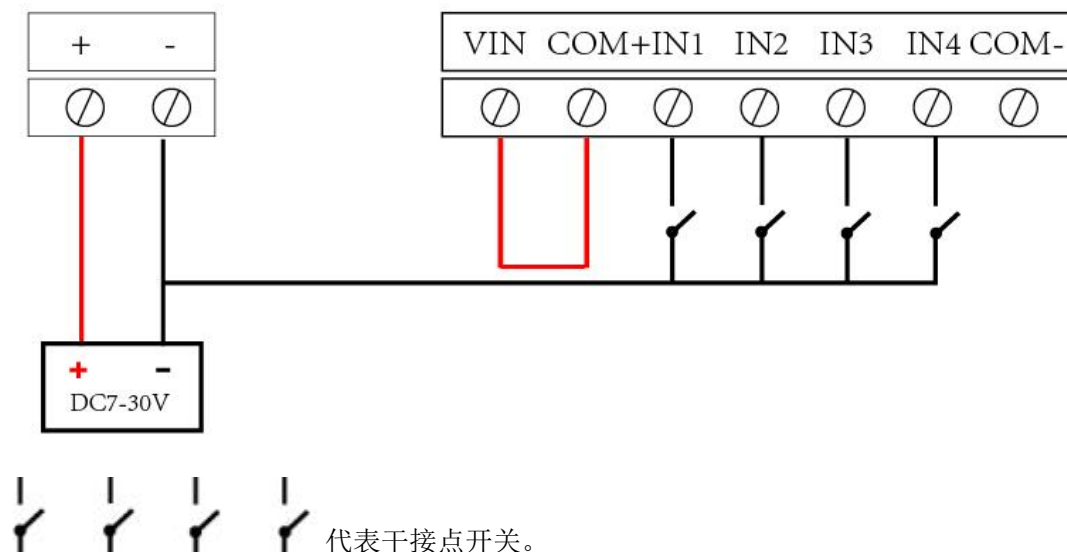 + -
VIN COM+IN1 IN2 IN3 IN4 COM-
+ -
DC7-30V
代表干接点开关。